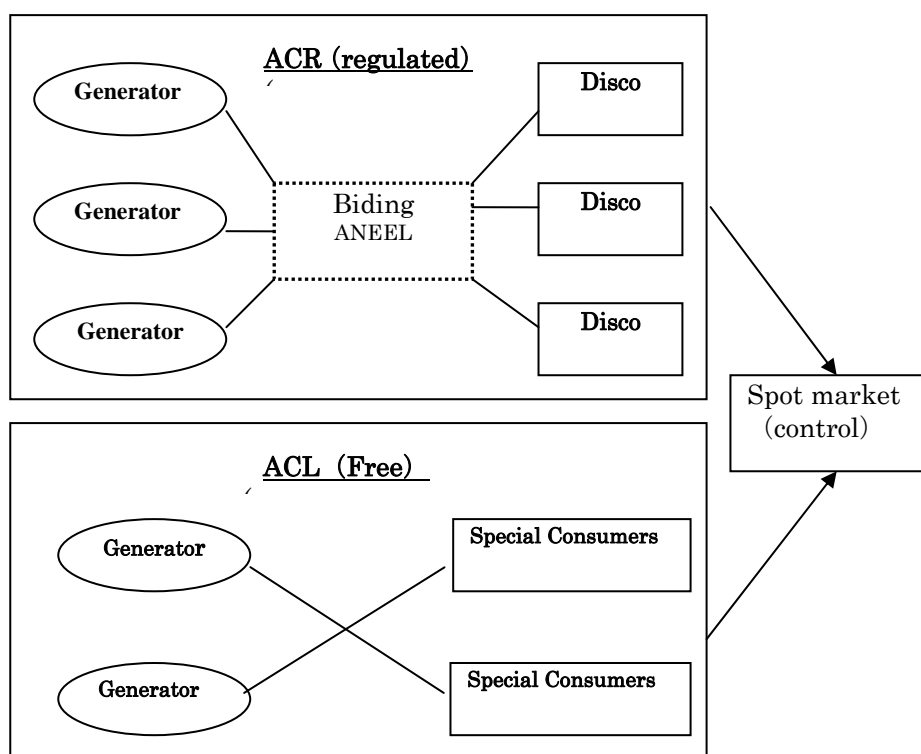 ACR (regulated)
Generator
Disco
Generator
Biding
ANEEL
Disco
Generator
Disco
Spot market
(control)
ACL (Free)
Generator
Special Consumers
Generator
Special Consumers